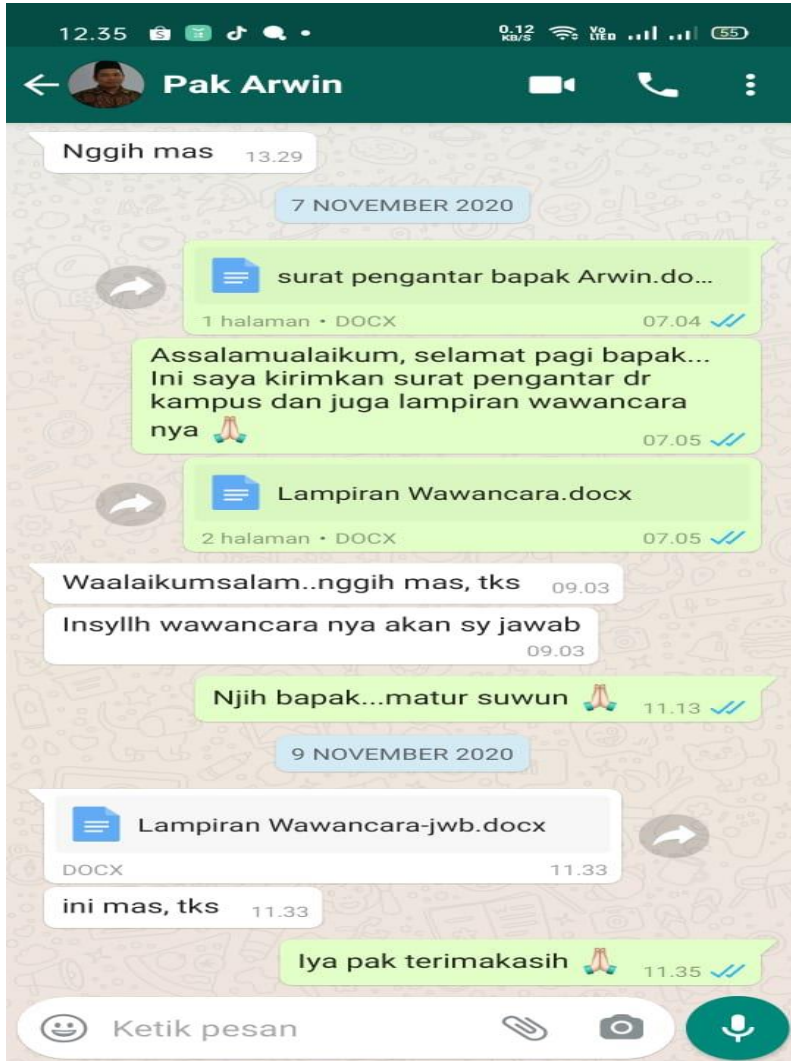 12.35
0.12 KB/S
55
Pak Arwin
Nggih mas 13.29
7 NOVEMBER 2020
surat pengantar bapak Arwin.do...
1 halaman • DOCX 07.04
Assalamualaikum, selamat pagi bapak...
Ini saya kirimkan surat pengantar dr
kampus dan juga lampiran wawancara
nya 🙏 07.05
Lampiran Wawancara.docx
2 halaman • DOCX 07.05
Waalaikumsalam..nggih mas, tks 09.03
Insyllh wawancara nya akan sy jawab
09.03
Njih bapak...matur suwun 🙏 11.13
9 NOVEMBER 2020
Lampiran Wawancara-jwb.docx
DOCX 11.33
ini mas, tks 11.33
Iya pak terimakasih 🙏 11.35
Ketik pesan